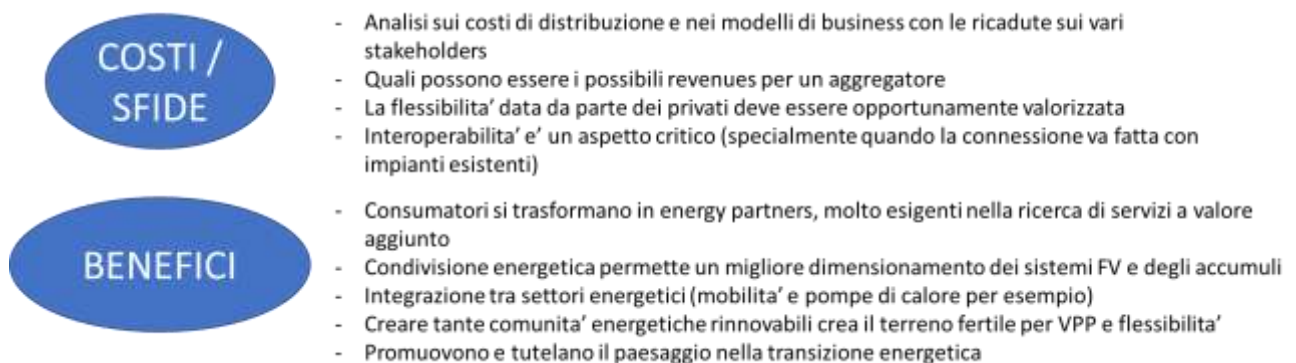 COSTI /
SFIDE
- Analisi sui costi di distribuzione e nei modelli di business con le ricadute sui vari
stakeholders
- Quali possono essere i possibili revenues per un aggregatore
- La flessibilita' data da parte dei privati deve essere opportunamente valorizzata
- Interoperabilita' e' un aspetto critico (specialmente quando la connessione va fatta con
impianti esistenti)
BENEFICI
- Consumatori si trasformano in energy partners, molto esigenti nella ricerca di servizi a valore
aggiunto
- Condivisione energetica permette un migliore dimensionamento dei sistemi FV e degli accumuli
- Integrazione tra settori energetici (mobilita' e pompe di calore per esempio)
- Creare tante comunita' energetiche rinnovabili crea il terreno fertile per VPP e flessibilita'
- Promuovono e tutelano il paesaggio nella transizione energetica